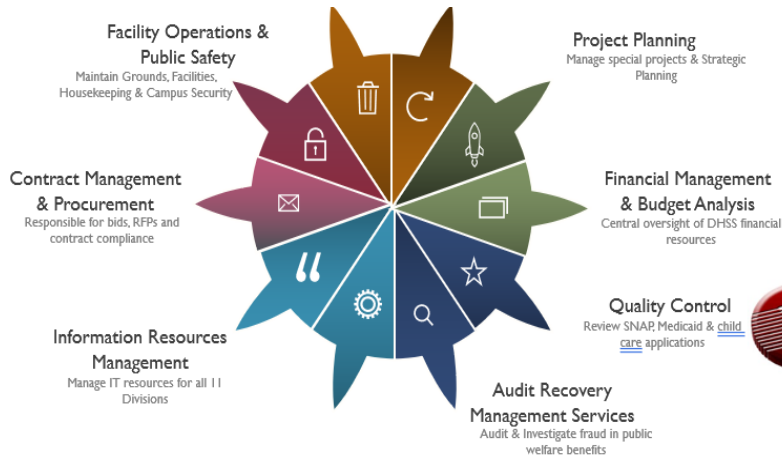 Facility Operations &
Public Safety
Maintain Grounds, Facilities,
Housekeeping & Campus Security
Project Planning
Manage special projects & Strategic
Planning
Contract Management
& Procurement
Responsible for bids, RFPs and
contract compliance
Financial Management
& Budget Analysis
Central oversight of DHSS financial
resources
Information Resources
Management
Manage IT resources for all 11
Divisions
Quality Control
Review SNAP, Medicaid & child
care applications
Audit Recovery
Management Services
Audit & Investigate fraud in public
welfare benefits